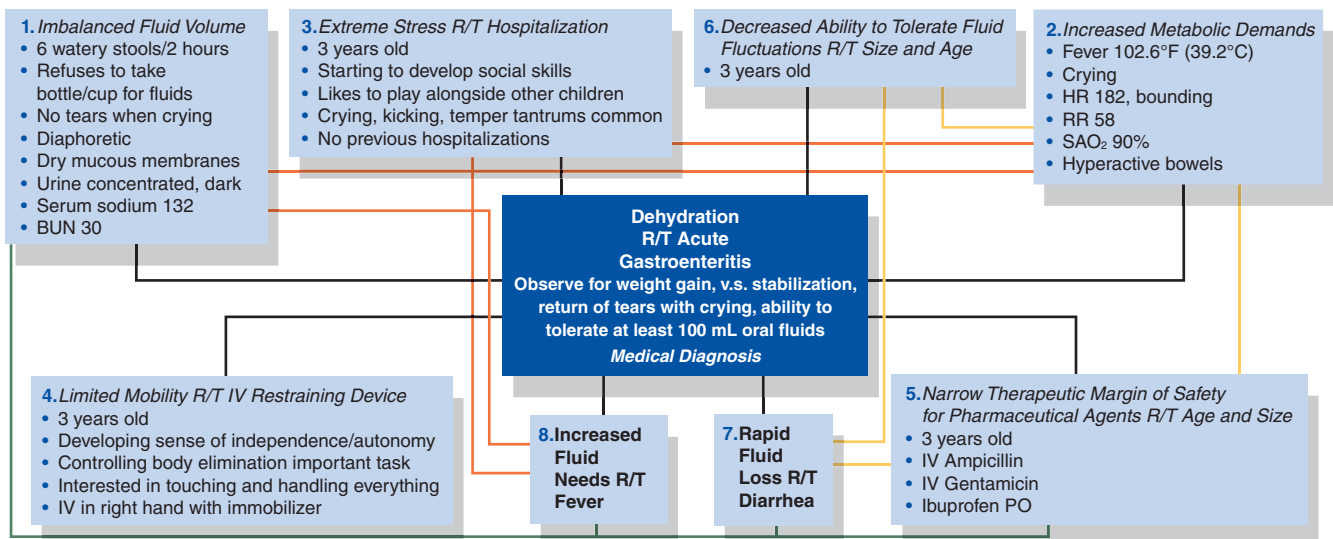 1. Imbalanced Fluid Volume
• 6 watery stools/2 hours
• Refuses to take
bottle/cup for fluids
• No tears when crying
• Diaphoretic
• Dry mucous membranes
• Urine concentrated, dark
• Serum sodium 132
• BUN 30
3. Extreme Stress R/T Hospitalization
• 3 years old
• Starting to develop social skills
• Likes to play alongside other children
• Crying, kicking, temper tantrums common
• No previous hospitalizations
6. Decreased Ability to Tolerate Fluid
Fluctuations R/T Size and Age
• 3 years old
2. Increased Metabolic Demands
• Fever 102.6°F (39.2°C)
• Crying
• HR 182, bounding
• RR 58
• SAO₂ 90%
• Hyperactive bowels
Dehydration
R/T Acute
Gastroenteritis
Observe for weight gain, v.s. stabilization,
return of tears with crying, ability to
tolerate at least 100 mL oral fluids
Medical Diagnosis
4. Limited Mobility R/T IV Restraining Device
• 3 years old
• Developing sense of independence/autonomy
• Controlling body elimination important task
• Interested in touching and handling everything
• IV in right hand with immobilizer
8. Increased
Fluid
Needs R/T
Fever
7. Rapid
Fluid
Loss R/T
Diarrhea
5. Narrow Therapeutic Margin of Safety
for Pharmaceutical Agents R/T Age and Size
• 3 years old
• IV Ampicillin
• IV Gentamicin
• Ibuprofen PO